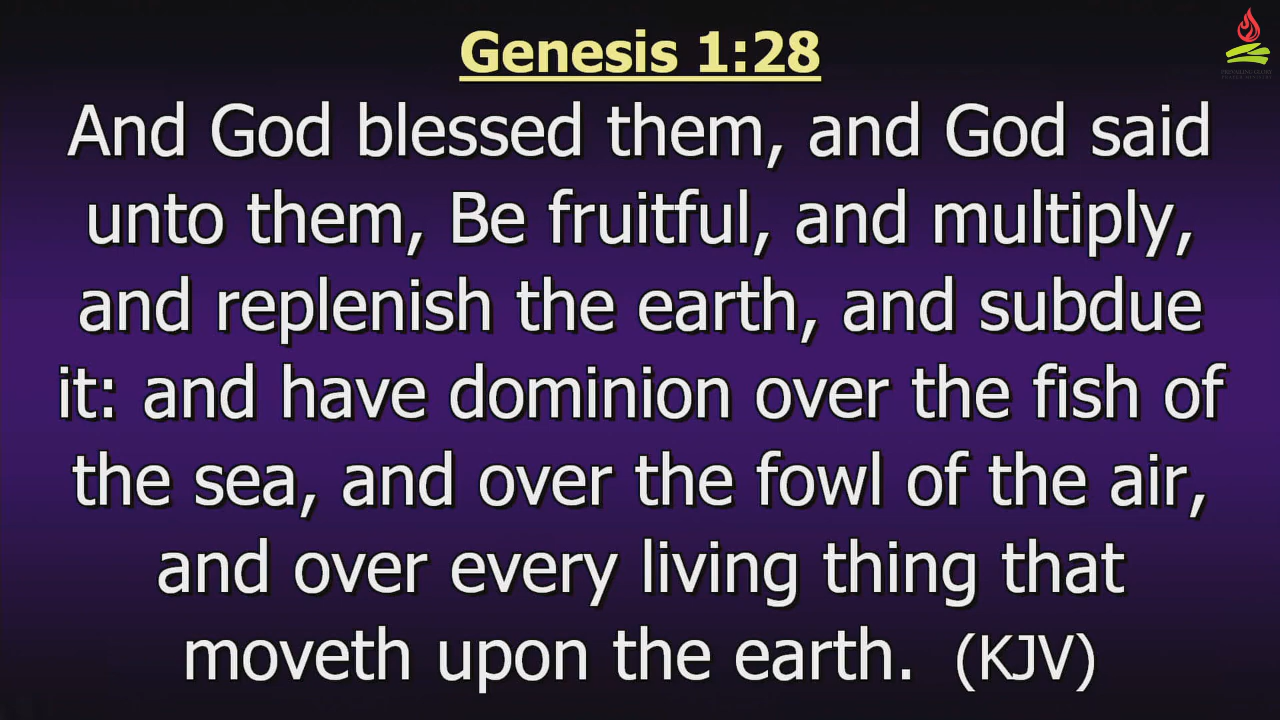 Genesis 1:28
And God blessed them, and God said
unto them, Be fruitful, and multiply,
and replenish the earth, and subdue
it: and have dominion over the fish of
the sea, and over the fowl of the air,
and over every living thing that
moveth upon the earth. (KJV)